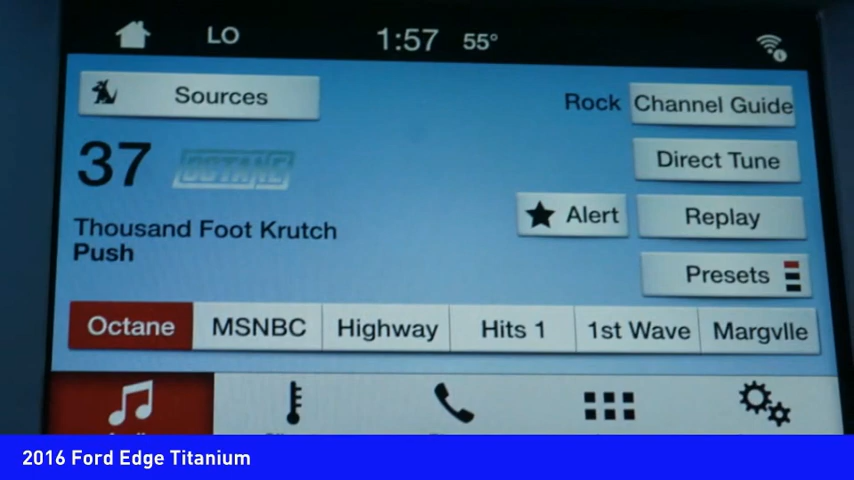 LO 1:57 55°
Sources
Rock Channel Guide
37 OCTANE
Direct Tune
Alert Replay
Thousand Foot Krutch
Push
Presets
Octane MSNBC Highway Hits 1 1st Wave Margvlle
2016 Ford Edge Titanium